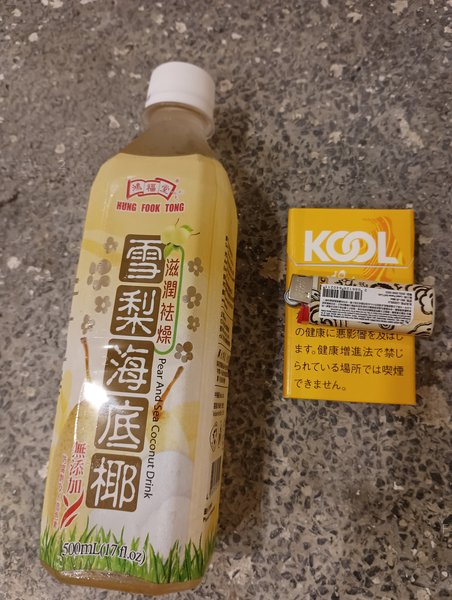 鴻福堂
HUNG FOOK TONG
滋潤祛燥
雪梨海底椰
Pear And Sea Coconut Drink
無添加
500mL(17 fl.oz)
KOOL
の健康に悪影響を及ぼし
ます。健康増進法で禁じ
られている場所では喫煙
できません。